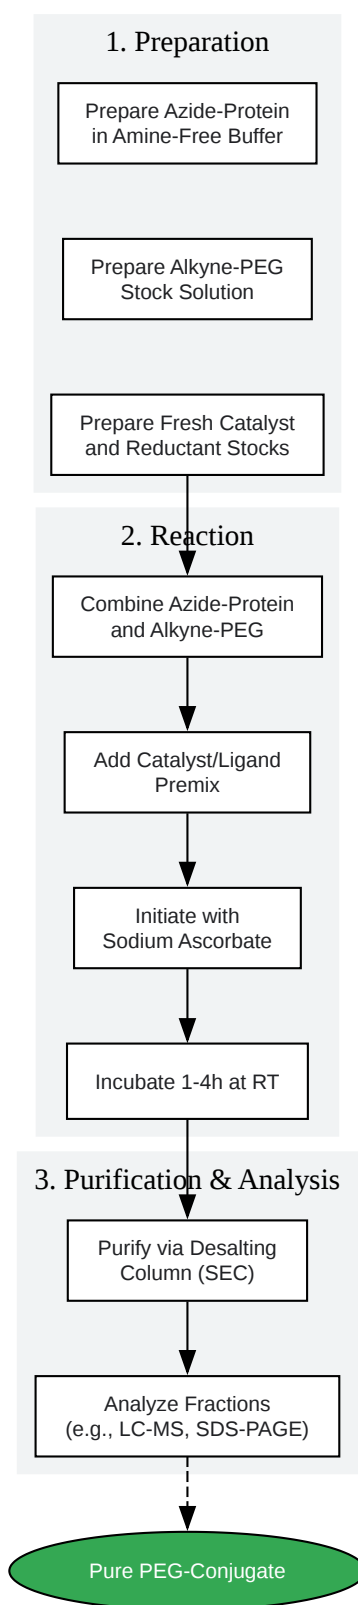 1. Preparation
Prepare Azide-Protein
in Amine-Free Buffer
Prepare Alkyne-PEG
Stock Solution
Prepare Fresh Catalyst
and Reductant Stocks
2. Reaction
Combine Azide-Protein
and Alkyne-PEG
Add Catalyst/Ligand
Premix
Initiate with
Sodium Ascorbate
Incubate 1-4h at RT
3. Purification & Analysis
Purify via Desalting
Column (SEC)
Analyze Fractions
(e.g., LC-MS, SDS-PAGE)
Pure PEG-Conjugate